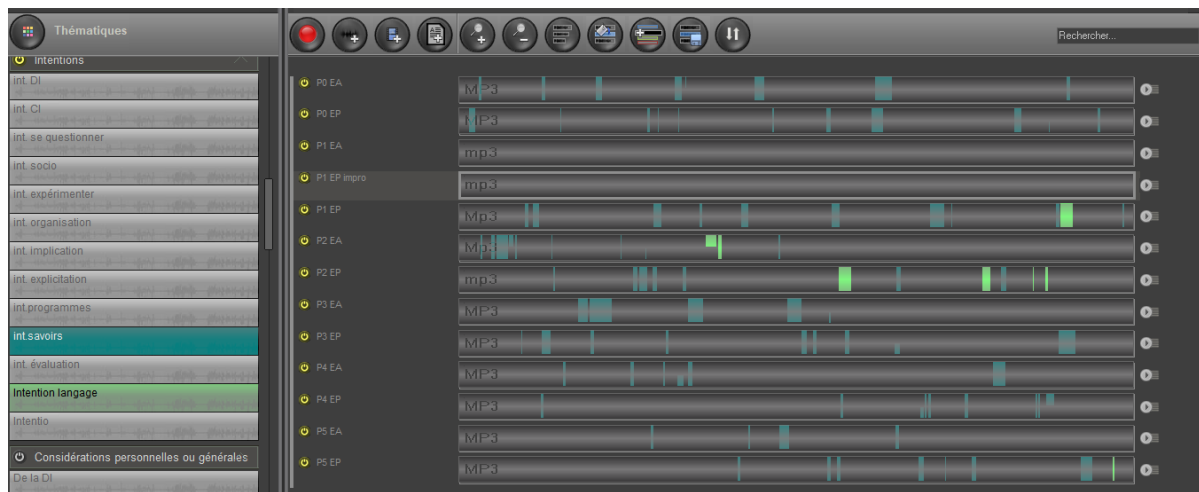 Thématiques
Rechercher...
Intentions
int. DI
int. CI
int. se questionner
int. socio
int. expérimenter
int. organisation
int. implication
int. explicitation
int.programmes
int.savoirs
int. évaluation
Intention langage
Intentio
Considérations personnelles ou générales
De la DI
P0 EA
MP3
P0 EP
MP3
P1 EA
mp3
P1 EP impro
mp3
P1 EP
Mp3
P2 EA
Mp3
P2 EP
mp3
P3 EA
MP3
P3 EP
MP3
P4 EA
MP3
P4 EP
MP3
P5 EA
MP3
P5 EP
MP3